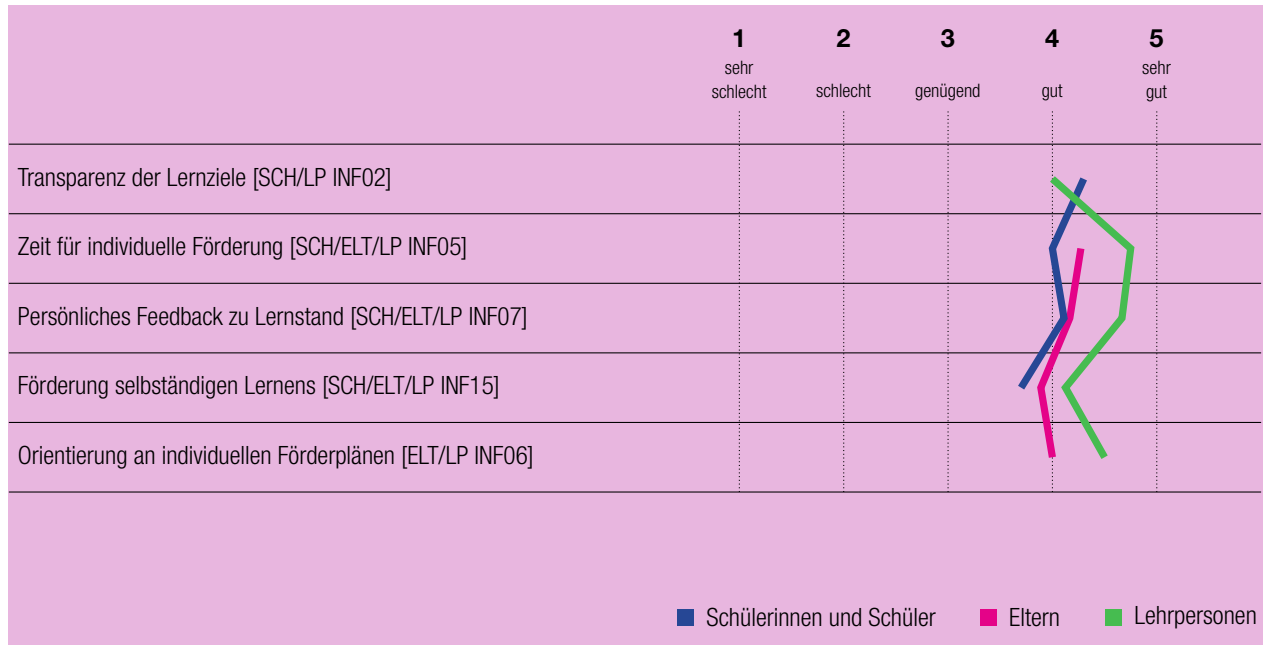 1 2 3 4 5
sehr schlecht schlecht genügend gut sehr gut
Transparenz der Lernziele [SCH/LP INF02]
Zeit für individuelle Förderung [SCH/ELT/LP INF05]
Persönliches Feedback zu Lernstand [SCH/ELT/LP INF07]
Förderung selbständigen Lernens [SCH/ELT/LP INF15]
Orientierung an individuellen Förderplänen [ELT/LP INF06]
Schülerinnen und Schüler Eltern Lehrpersonen